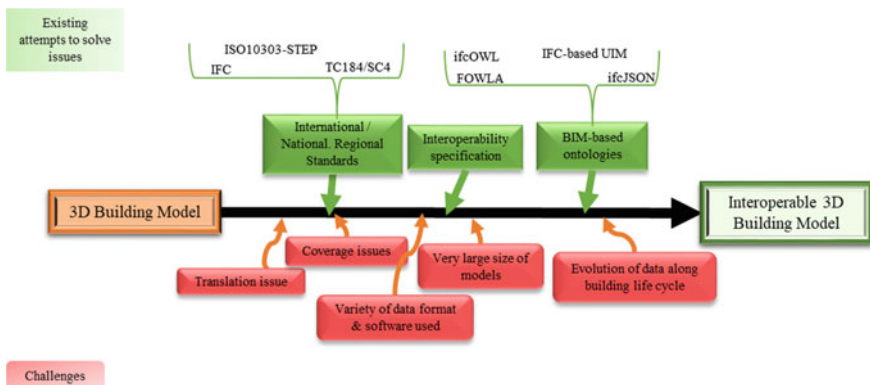 Existing
attempts to solve
issues
ISO10303-STEP
IFC
TC184/SC4
ifcOWL
IFC-based UIM
FOWLA
ifcJSON
International /
National. Regional
Standards
Interoperability
specification
BIM-based
ontologies
3D Building Model
Interoperable 3D
Building Model
Translation issue
Coverage issues
Variety of data format
& software used
Very large size of
models
Evolution of data along
building life cycle
Challenges